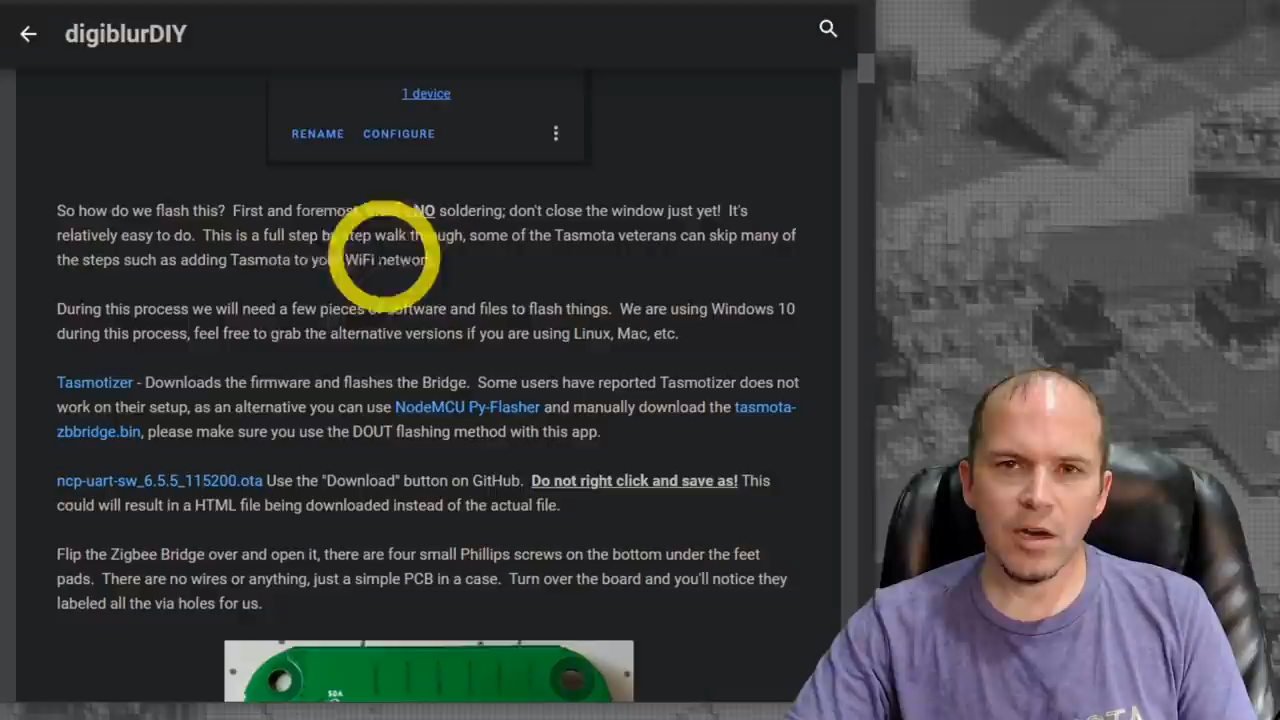 digiblurDIY
1 device
RENAME CONFIGURE
So how do we flash this? First and foremost NO soldering; don't close the window just yet! It's
relatively easy to do. This is a full step by step walk through, some of the Tasmota veterans can skip many of
the steps such as adding Tasmota to your WiFi network.
During this process we will need a few pieces of software and files to flash things. We are using Windows 10
during this process, feel free to grab the alternative versions if you are using Linux, Mac, etc.
Tasmotizer - Downloads the firmware and flashes the Bridge. Some users have reported Tasmotizer does not
work on their setup, as an alternative you can use NodeMCU Py-Flasher and manually download the tasmota-
zbbridge.bin, please make sure you use the DOUT flashing method with this app.
ncp-uart-sw_6.5.5_115200.ota Use the "Download" button on GitHub. Do not right click and save as! This
could will result in a HTML file being downloaded instead of the actual file.
Flip the Zigbee Bridge over and open it, there are four small Phillips screws on the bottom under the feet
pads. There are no wires or anything, just a simple PCB in a case. Turn over the board and you'll notice they
labeled all the via holes for us.
SDA